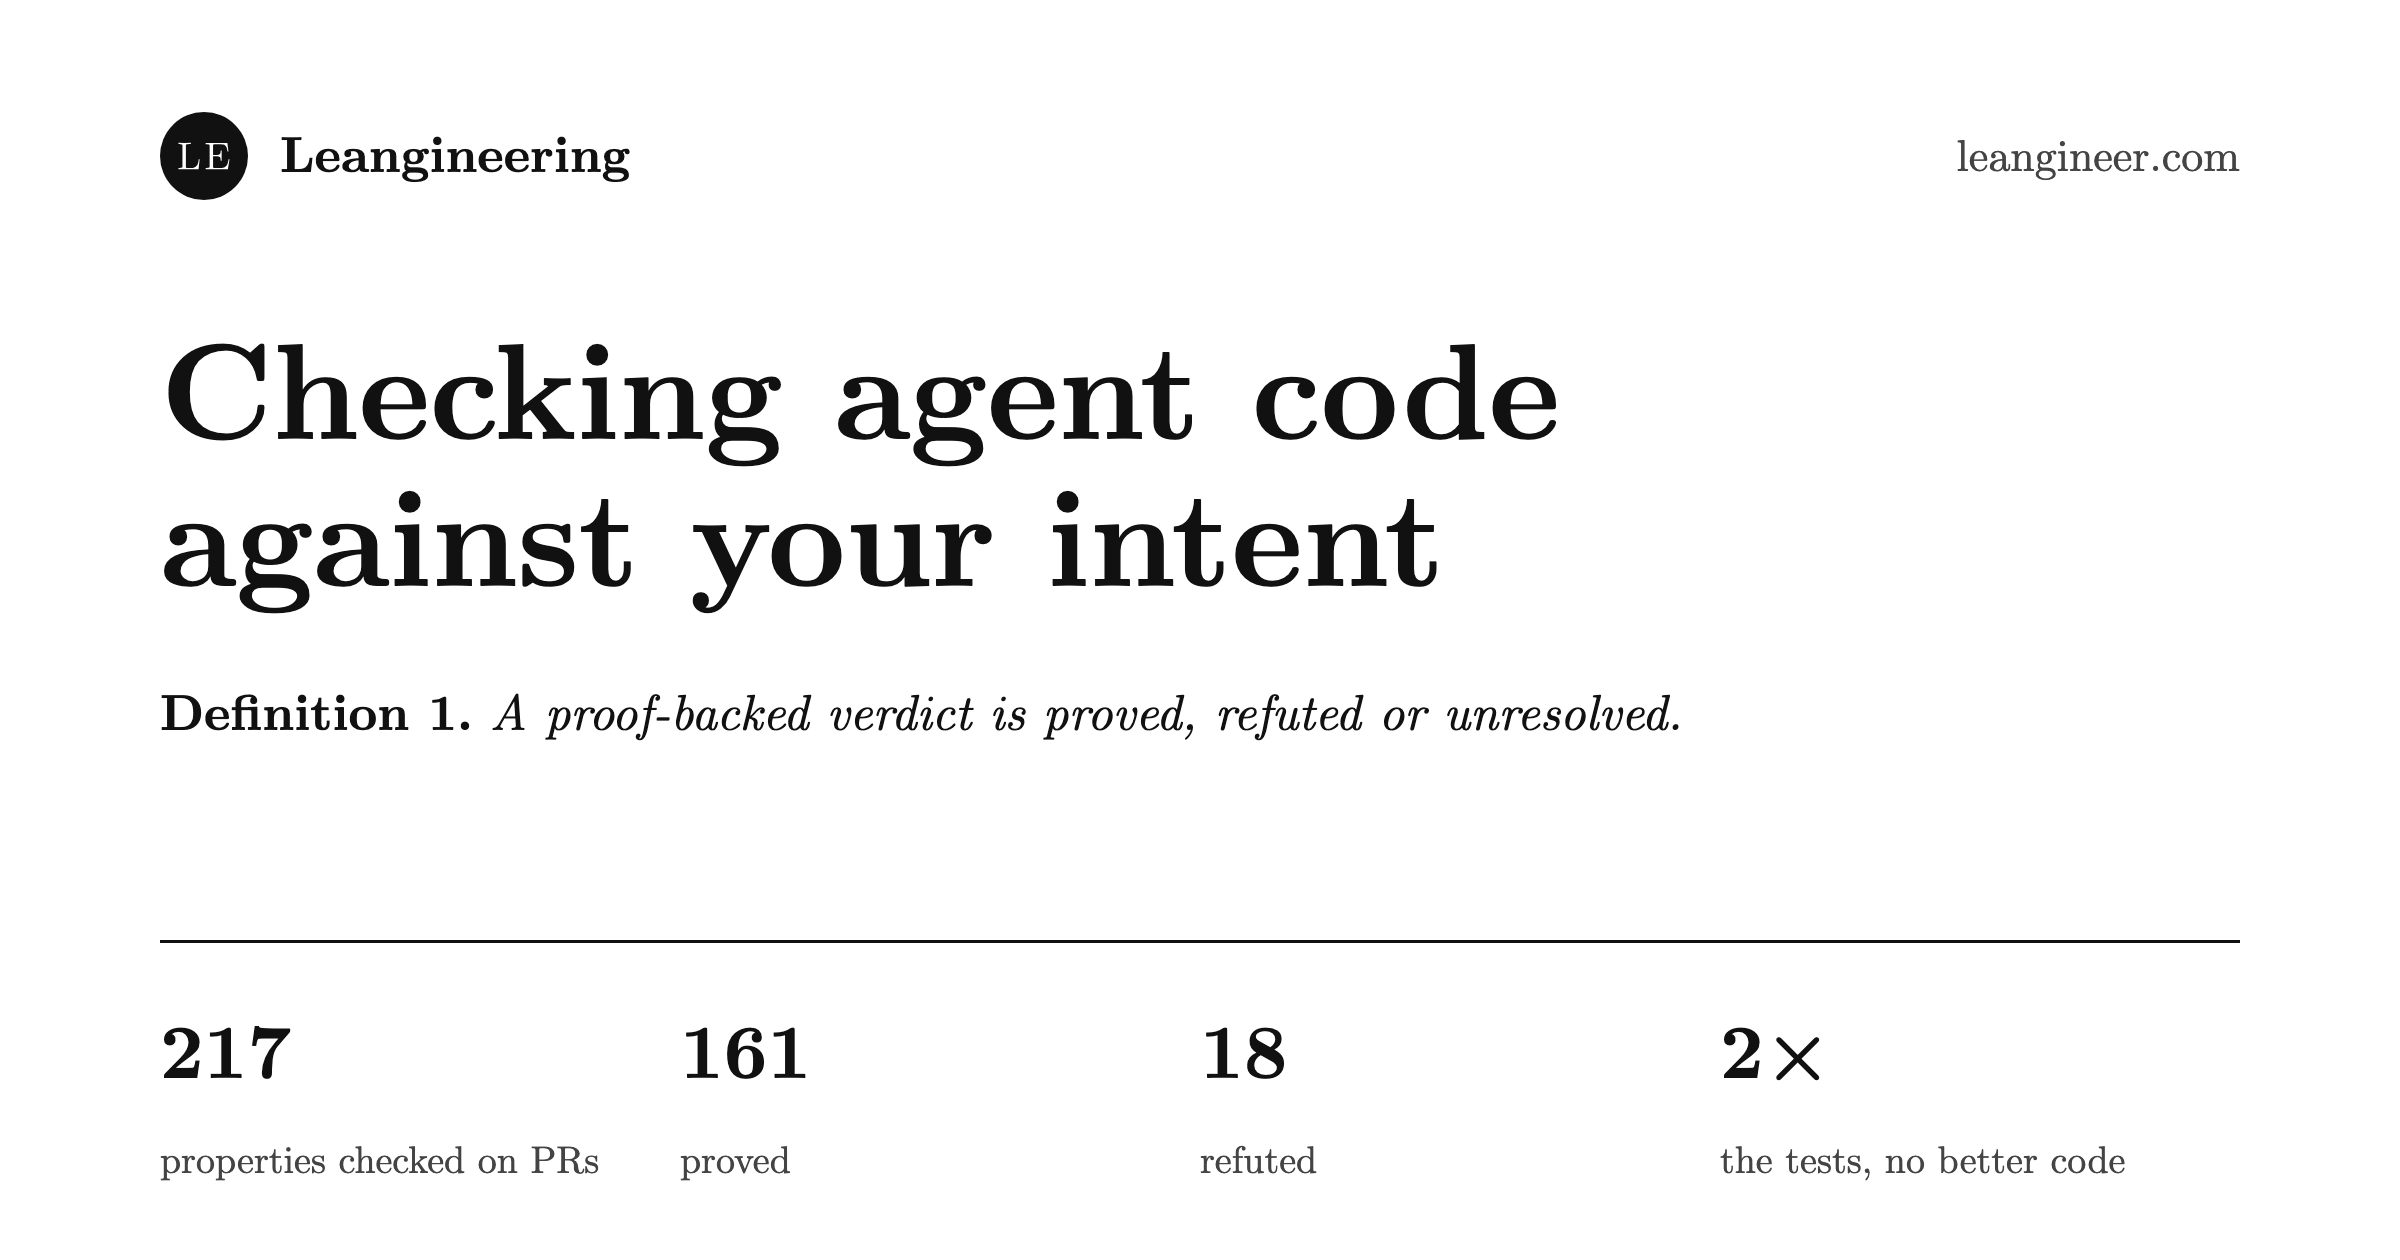 LE Leangineering leangineer.com
Checking agent code
against your intent
Definition 1. A proof-backed verdict is proved, refuted or unresolved.
217 161 18 2×
properties checked on PRs proved refuted the tests, no better code